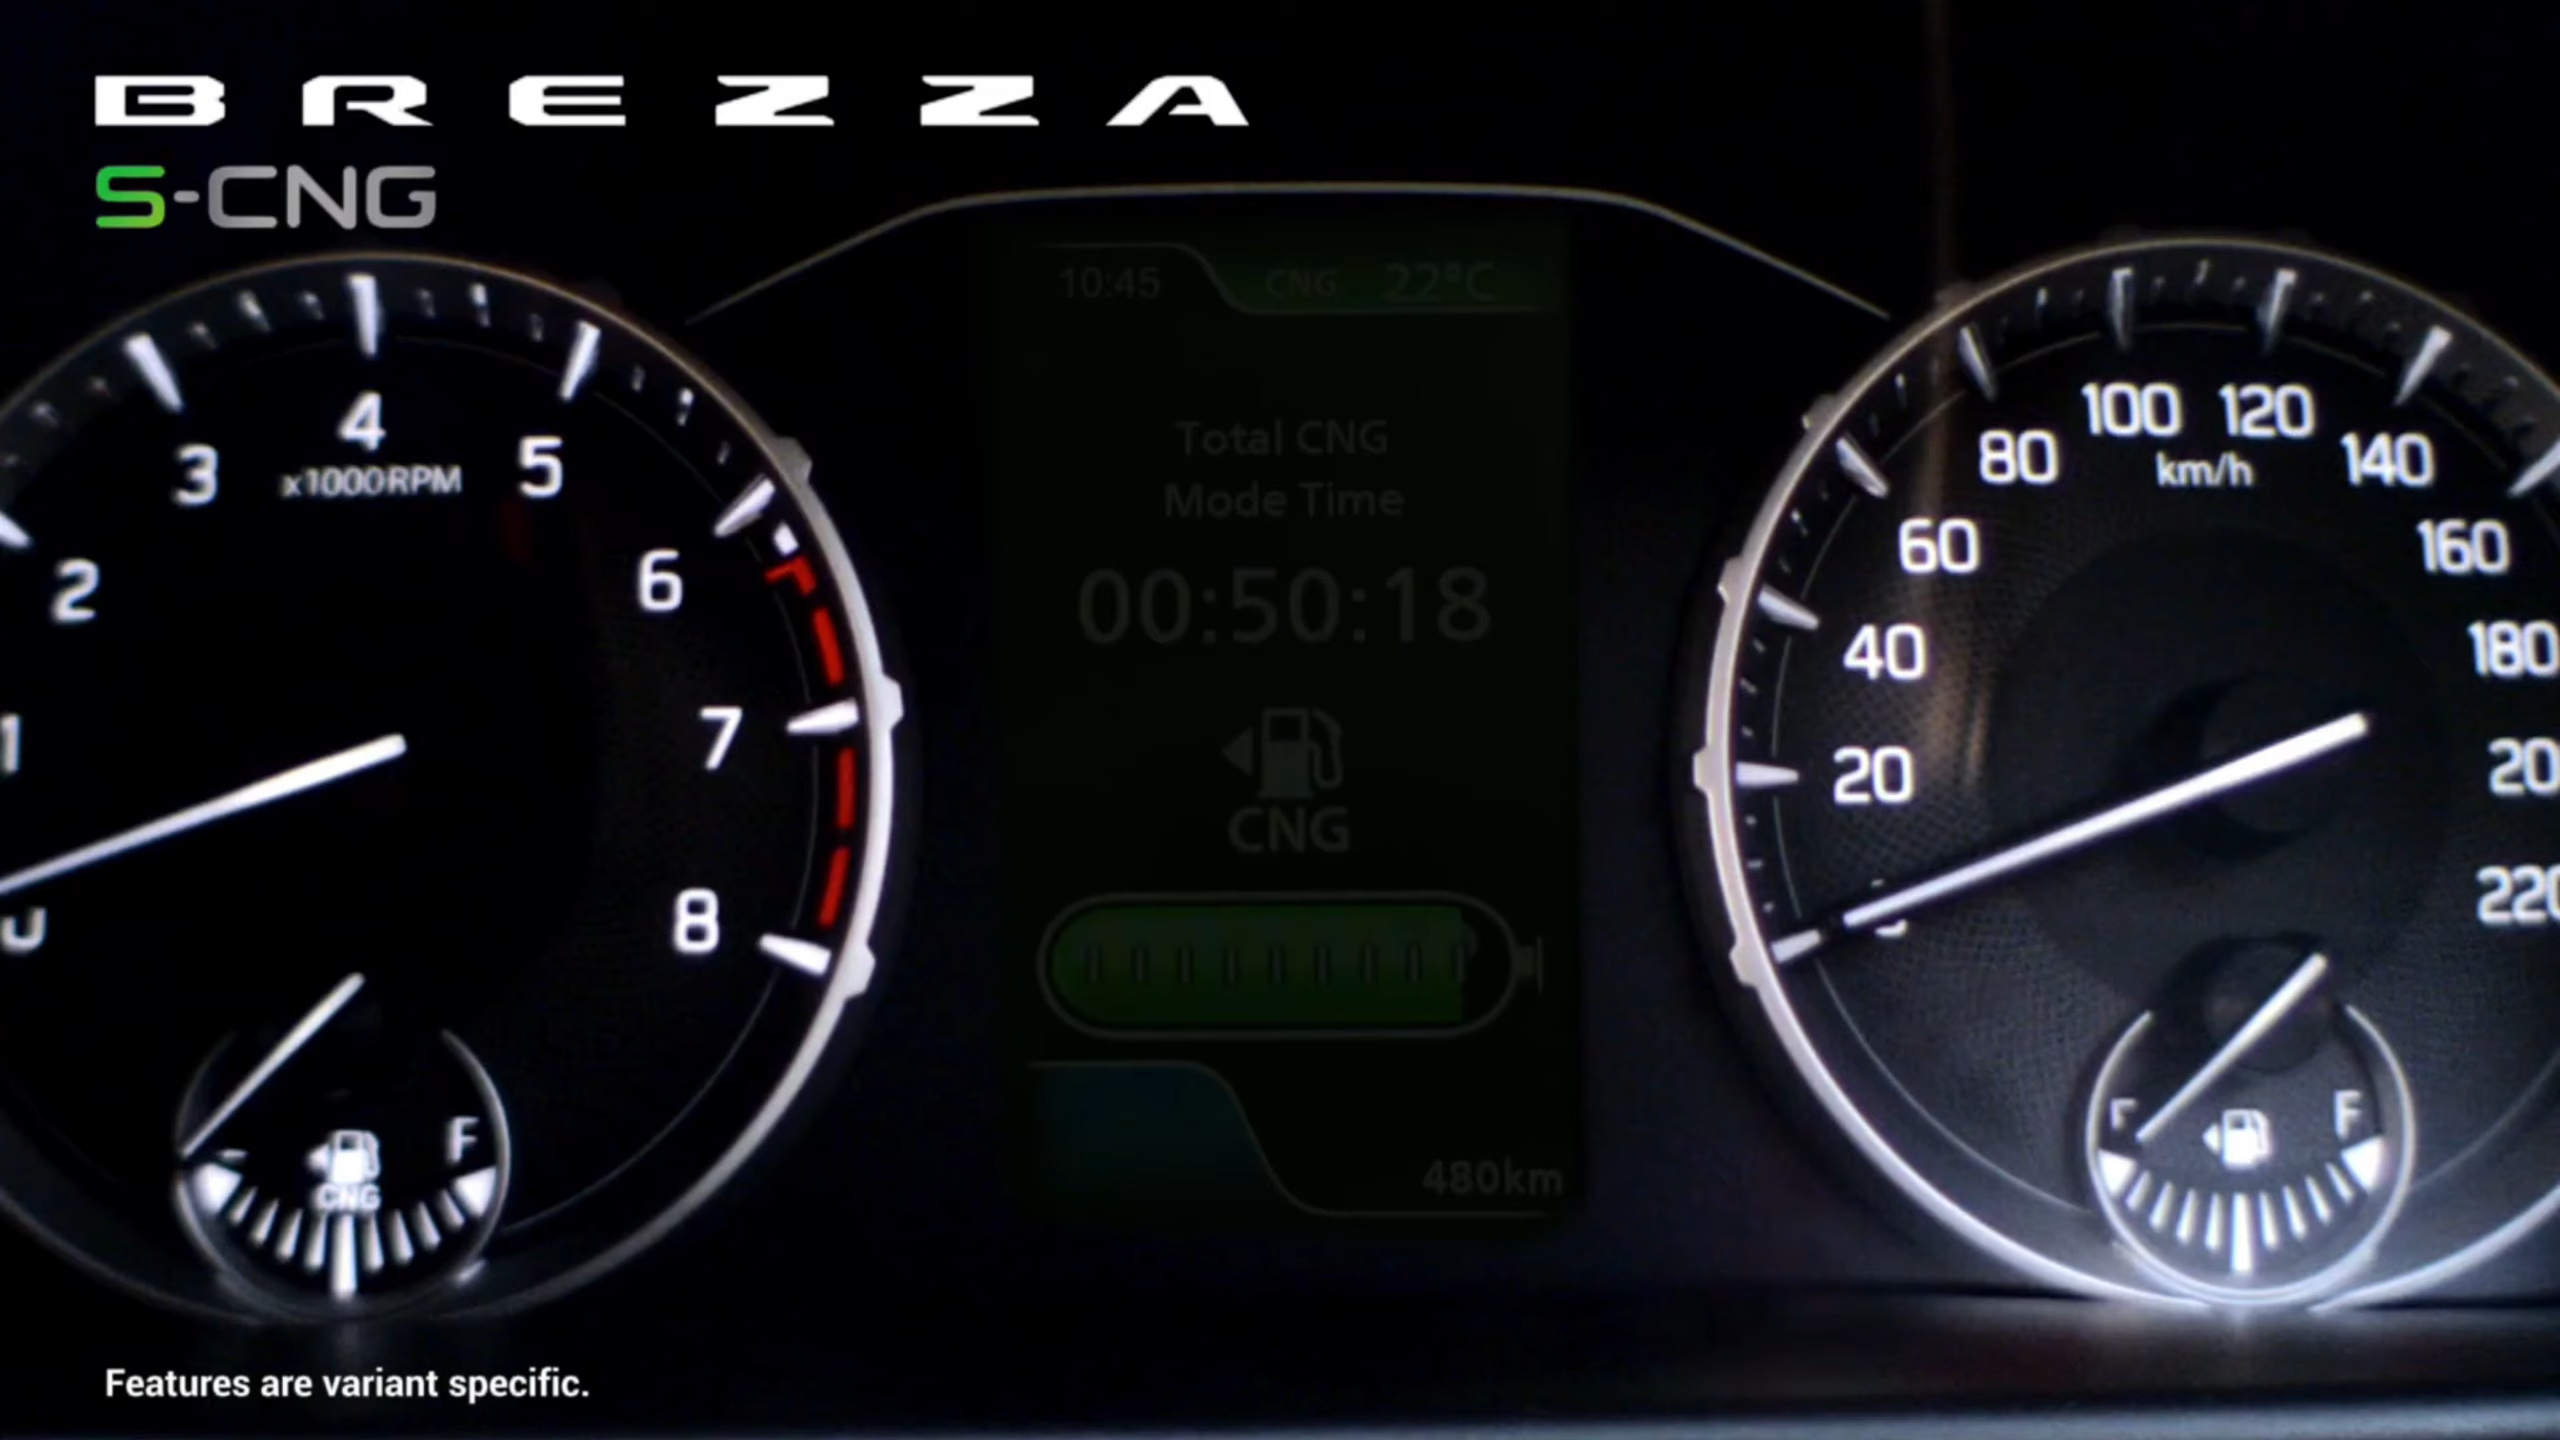 BREZZA
S-CNG
1
2
3
4
x1000RPM
5
6
7
8
F
CNG
10:45 CNG 22°C
Total CNG
Mode Time
00:50:18
CNG
480km
20
40
60
80
100
120
km/h
140
160
180
220
F
Features are variant specific.